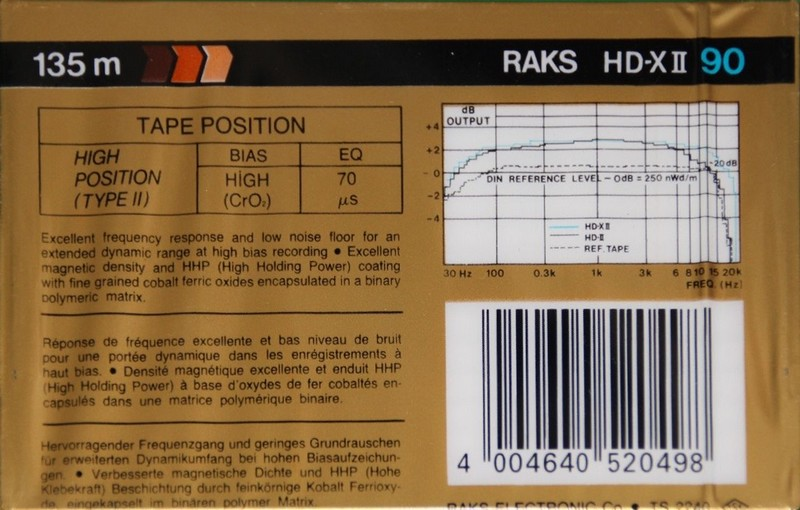 135 m
RAKS HD-X II 90
TAPE POSITION
HIGH POSITION (TYPE II)
BIAS
EQ
HİGH (CrO₂)
70 µS
Excellent frequency response and low noise floor for an
extended dynamic range at high bias recording ● Excellent
magnetic density and HHP (High Holding Power) coating
with fine grained cobalt ferric oxides encapsulated in a binary
polymeric matrix.
Réponse de fréquence excellente et bas niveau de bruit
pour une portée dynamique dans les enrégistrements à
haut bias. ● Densité magnétique excellente et enduit HHP
(High Holding Power) à base d'oxydes de fer cobaltés en-
capsulés dans une matrice polymérique binaire.
Hervorragender Frequenzgang und geringes Grundrauschen
für erweiterten Dynamikumfang bei hohen Biasaufzeichun-
gen. ● Verbesserte magnetische Dichte und HHP (Hohe
Klebekraft) Beschichtung durch feinkörnige Kobalt Ferrioxy-
de, eingekapselt im binären polymer Matrix.
dB
OUTPUT
+4
+2
0
-2
-4
-20 dB
DIN REFERENCE LEVEL - 0dB = 250 nWd/m
HD-X II
HD-II
REF. TAPE
30 Hz 100 0.3k 1k 3k 6 8 10 15 20k
FREQ. (Hz)
4 004640 520498
RAKS ELECTRONIC Co ● TS 2240